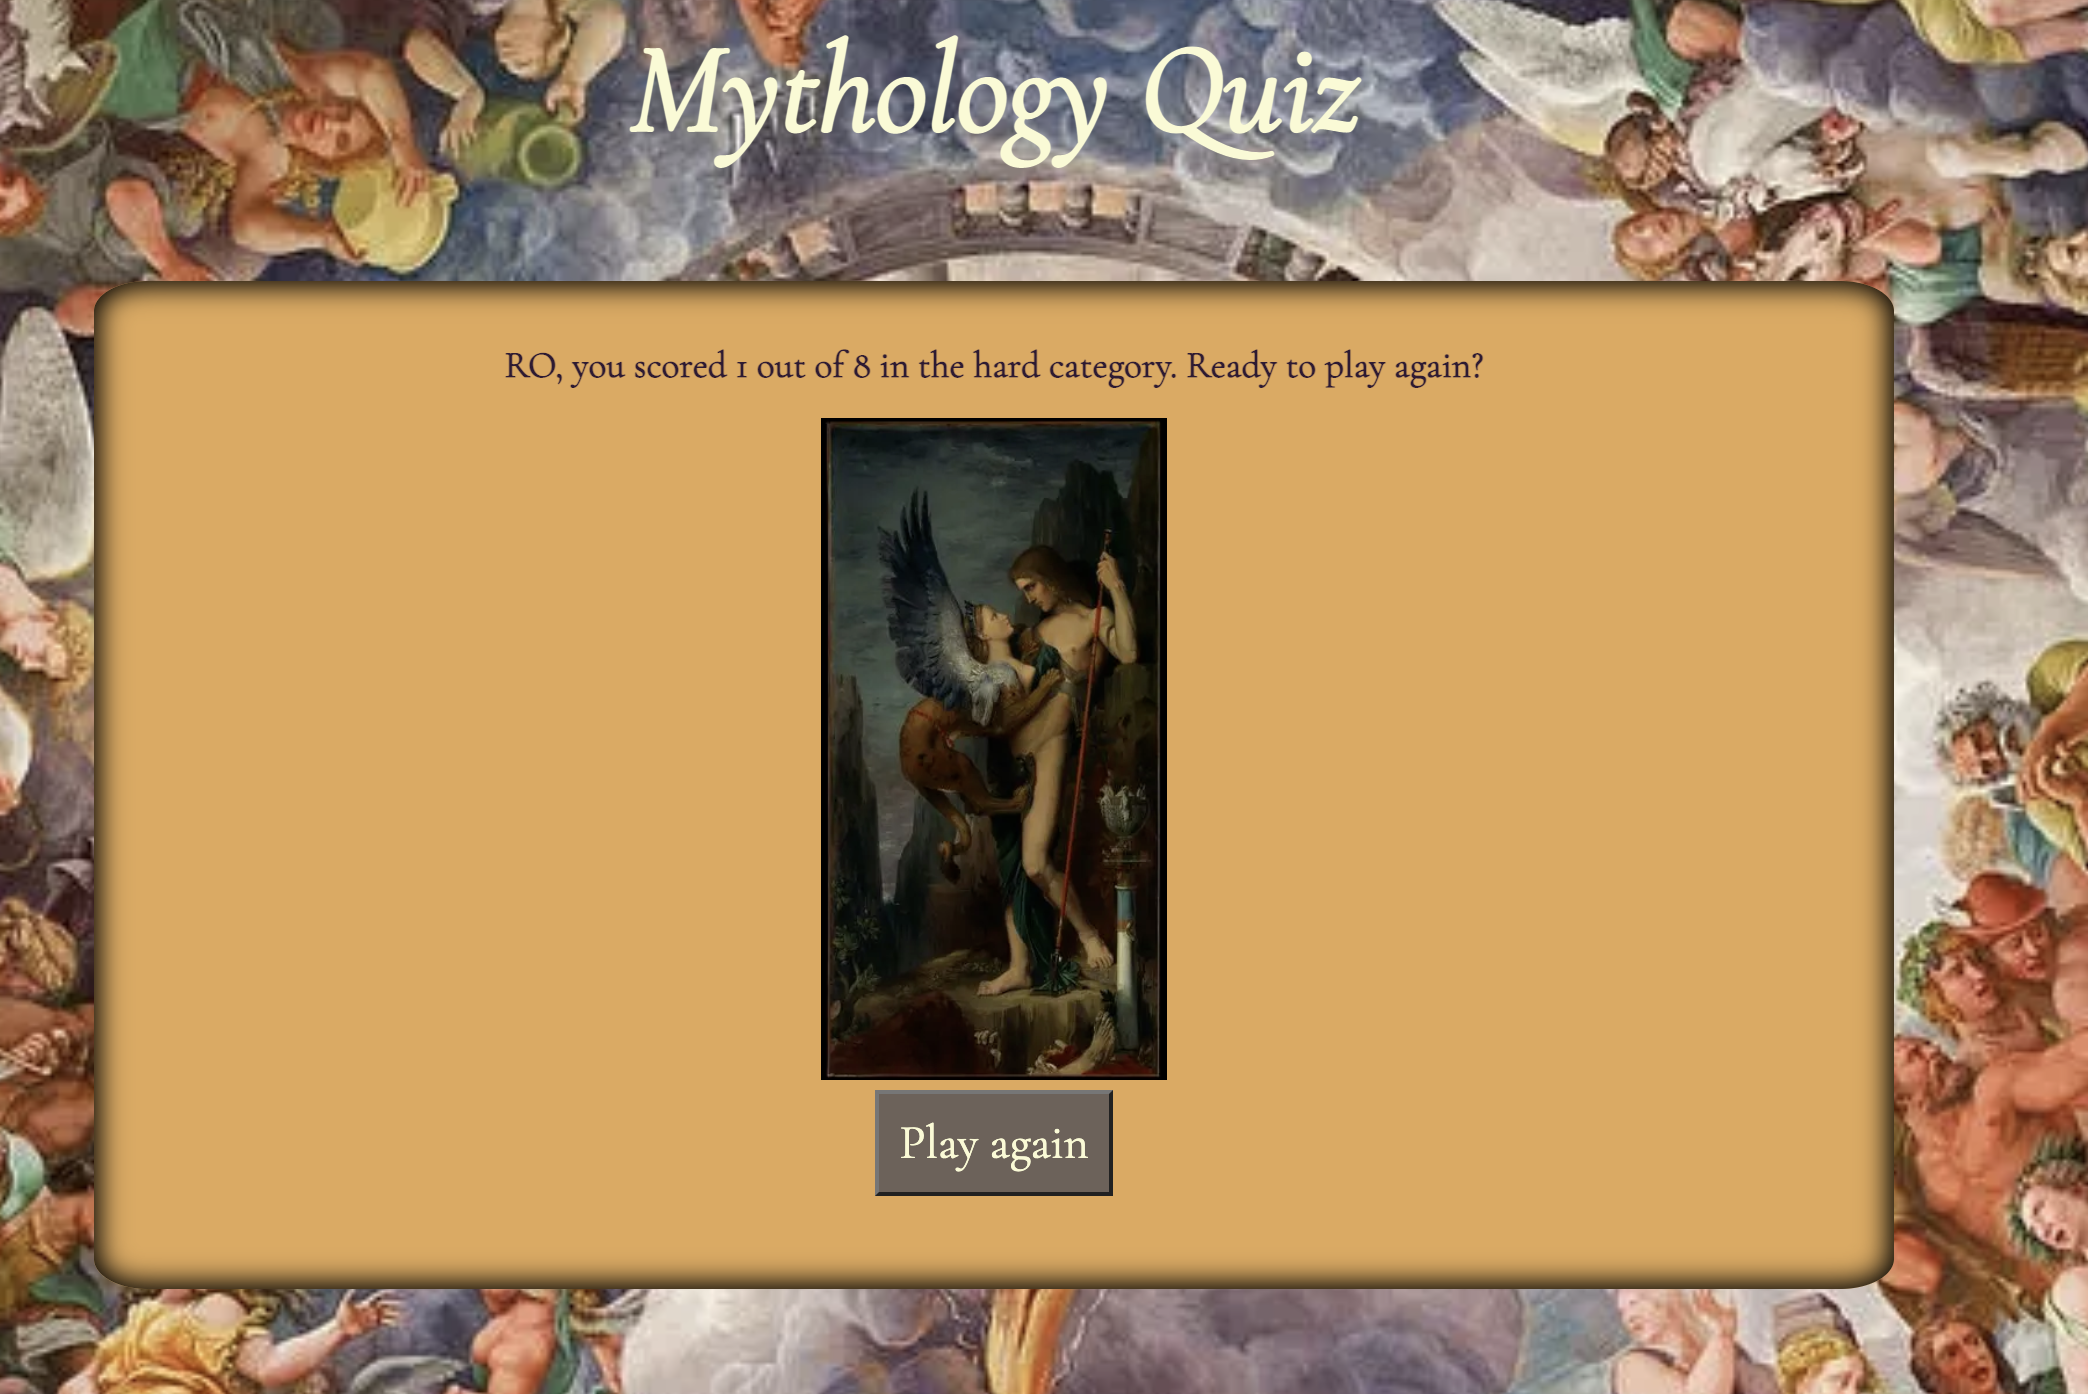 Mythology Quiz
RO, you scored 1 out of 8 in the hard category. Ready to play again?
Play again